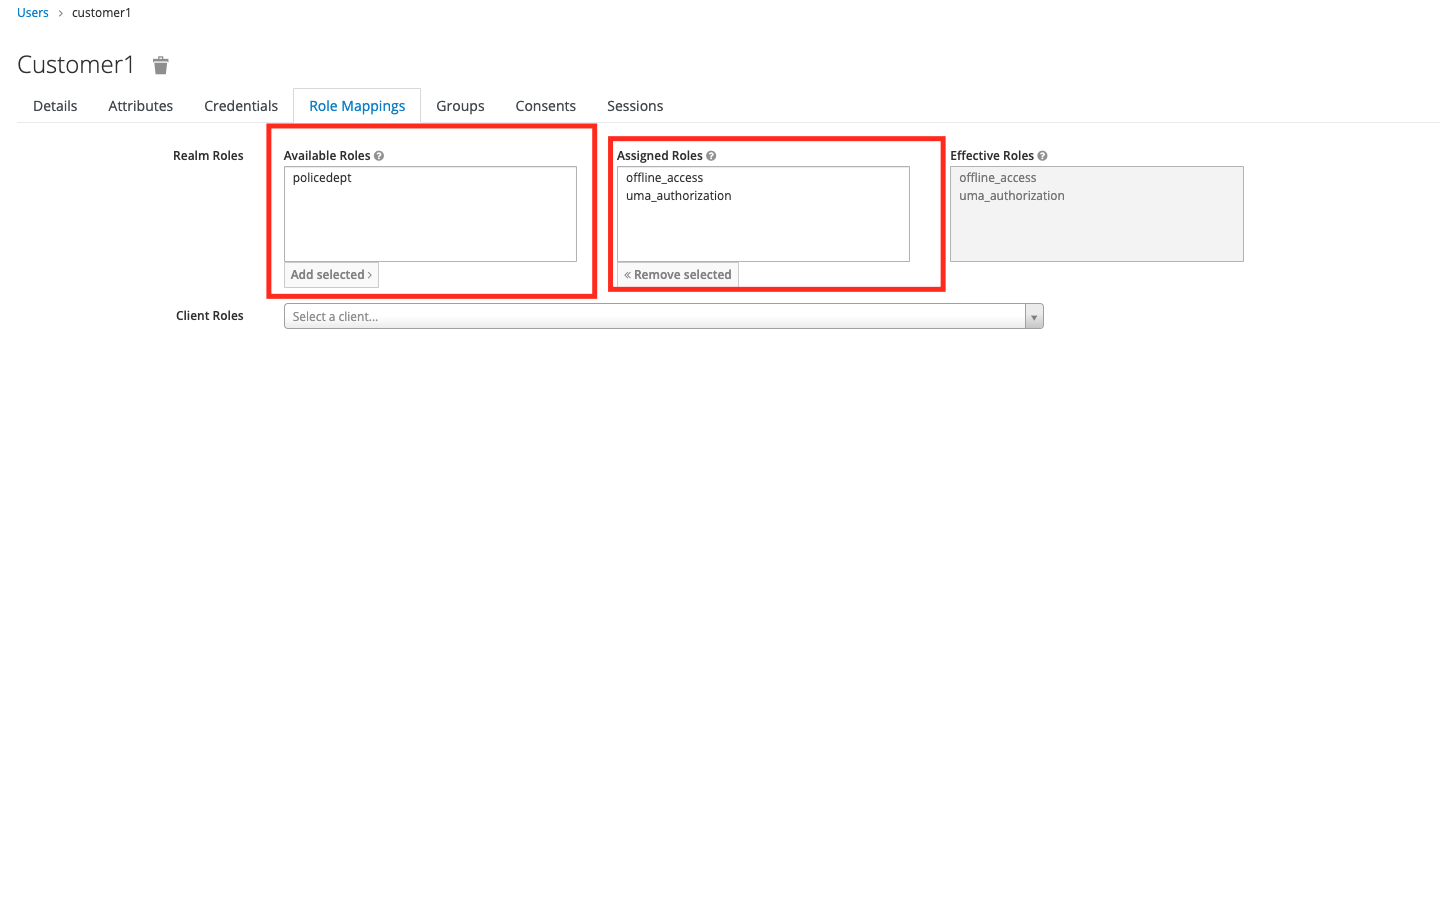 Users > customer1
Customer1
Details Attributes Credentials Role Mappings Groups Consents Sessions
Realm Roles Available Roles Assigned Roles Effective Roles
policedept offline_access offline_access
uma_authorization uma_authorization
Add selected > « Remove selected
Client Roles Select a client...